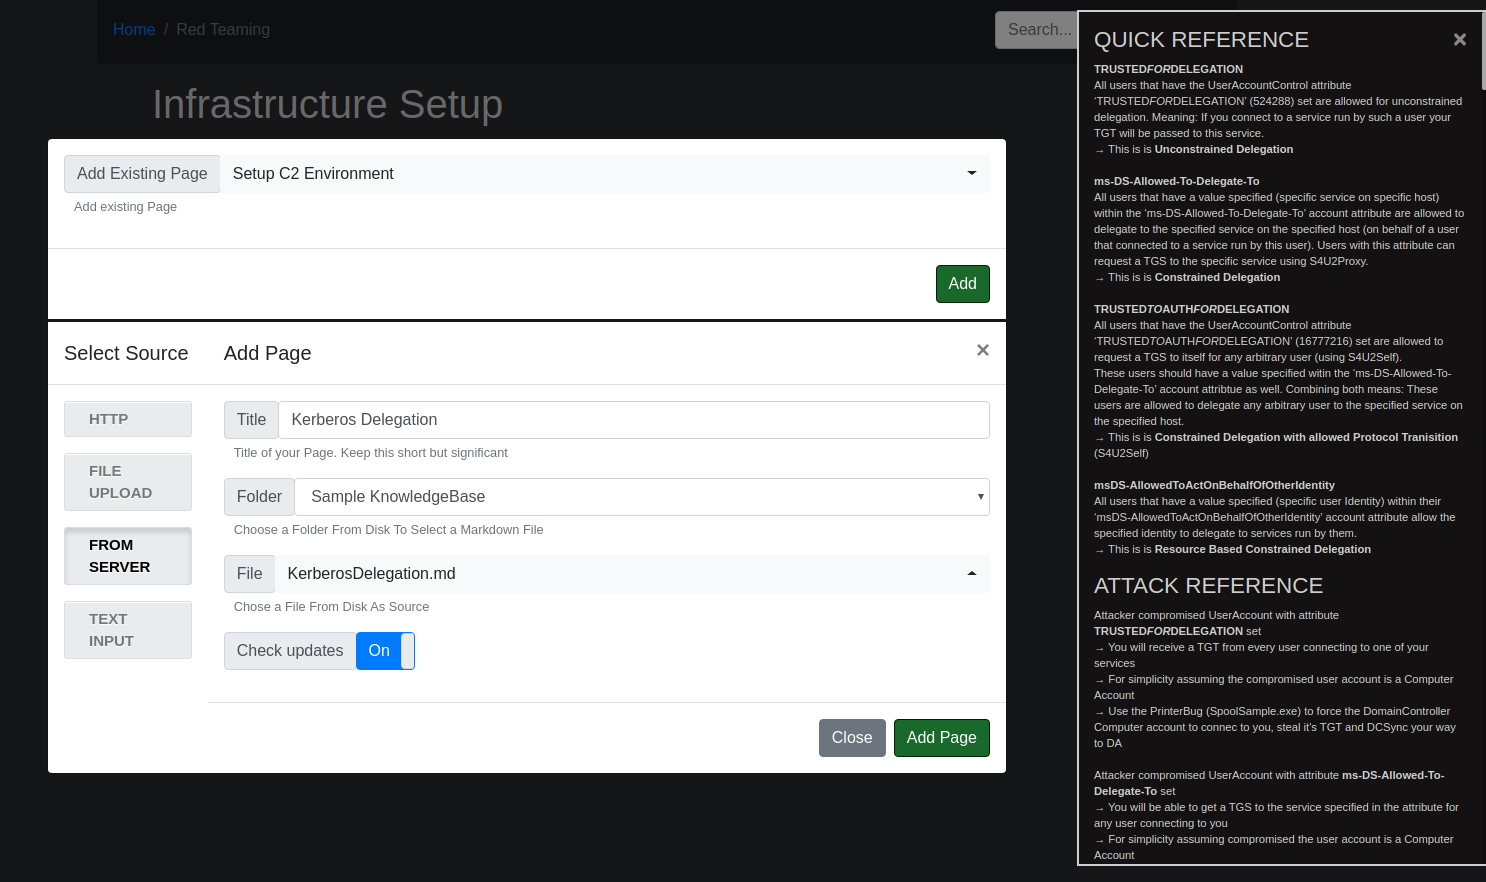 Home / Red Teaming
Search...
Infrastructure Setup
Add Existing Page
Setup C2 Environment
Add existing Page
Add
Select Source
Add Page
×
HTTP
FILE
UPLOAD
FROM
SERVER
TEXT
INPUT
Title
Kerberos Delegation
Title of your Page. Keep this short but significant
Folder
Sample KnowledgeBase
Choose a Folder From Disk To Select a Markdown File
File
KerberosDelegation.md
Chose a File From Disk As Source
Check updates
On
Close
Add Page
QUICK REFERENCE
×
TRUSTEDFORDELEGATION
All users that have the UserAccountControl attribute
‘TRUSTEDFORDELEGATION’ (524288) set are allowed for unconstrained
delegation. Meaning: If you connect to a service run by such a user your
TGT will be passed to this service.
→ This is is Unconstrained Delegation
ms-DS-Allowed-To-Delegate-To
All users that have a value specified (specific service on specific host)
within the ‘ms-DS-Allowed-To-Delegate-To’ account attribute are allowed to
delegate to the specified service on the specified host (on behalf of a user
that connected to a service run by this user). Users with this attribute can
request a TGS to the specific service using S4U2Proxy.
→ This is is Constrained Delegation
TRUSTEDTOAUTHFORDELEGATION
All users that have the UserAccountControl attribute
‘TRUSTEDTOAUTHFORDELEGATION’ (16777216) set are allowed to
request a TGS to itself for any arbitrary user (using S4U2Self).
These users should have a value specified witin the ‘ms-DS-Allowed-To-
Delegate-To’ account attribtue as well. Combining both means: These
users are allowed to delegate any arbitrary user to the specified service on
the specified host.
→ This is is Constrained Delegation with allowed Protocol Tranisition
(S4U2Self)
msDS-AllowedToActOnBehalfOfOtherIdentity
All users that have a value specified (specific user Identity) within their
‘msDS-AllowedToActOnBehalfOfOtherIdentity’ account attribute allow the
specified identity to delegate to services run by them.
→ This is is Resource Based Constrained Delegation
ATTACK REFERENCE
Attacker compromised UserAccount with attribute
TRUSTEDFORDELEGATION set
→ You will receive a TGT from every user connecting to one of your
services
→ For simplicity assuming the compromised user account is a Computer
Account
→ Use the PrinterBug (SpoolSample.exe) to force the DomainController
Computer account to connec to you, steal it’s TGT and DCSync your way
to DA
Attacker compromised UserAccount with attribute ms-DS-Allowed-To-
Delegate-To set
→ You will be able to get a TGS to the service specified in the attribute for
any user connecting to you
→ For simplicity assuming compromised the user account is a Computer
Account